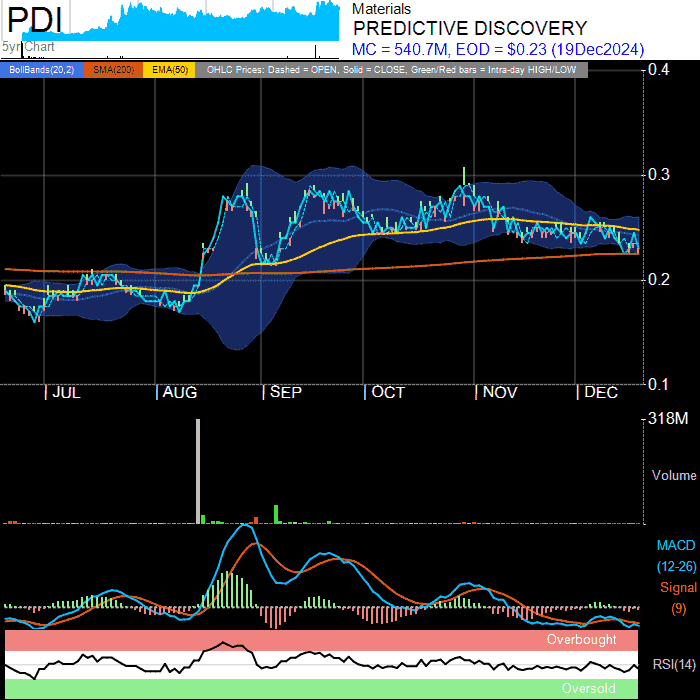 PDI
5yr Chart
Materials
PREDICTIVE DISCOVERY
MC = 540.7M, EOD = $0.23 (19Dec2024)
BollBands(20,2) SMA(200) EMA(50) OHLC Prices: Dashed = OPEN, Solid = CLOSE, Green/Red bars = Intra-day HIGH/LOW
0.4
0.3
0.2
0.1
JUL AUG SEP OCT NOV DEC
318M
Volume
MACD
(12-26)
Signal
(9)
Overbought
RSI(14)
Oversold